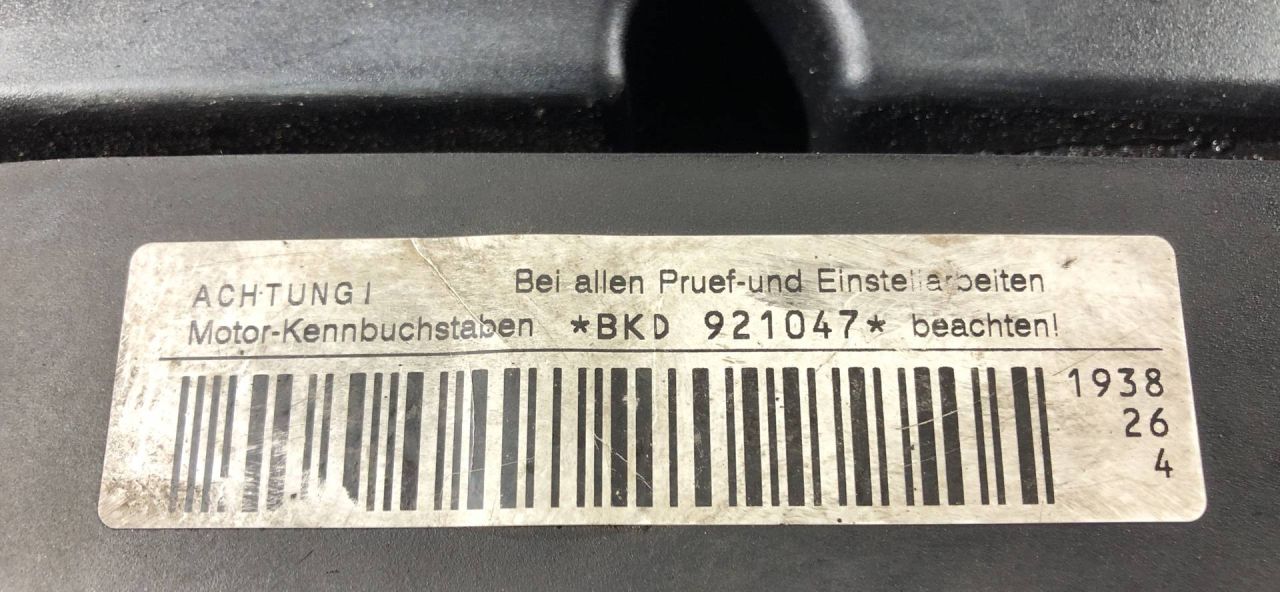 ACHTUNG! Bei allen Pruef-und Einstellarbeiten
Motor-Kennbuchstaben *BKD 921047* beachten!
1938
26
4